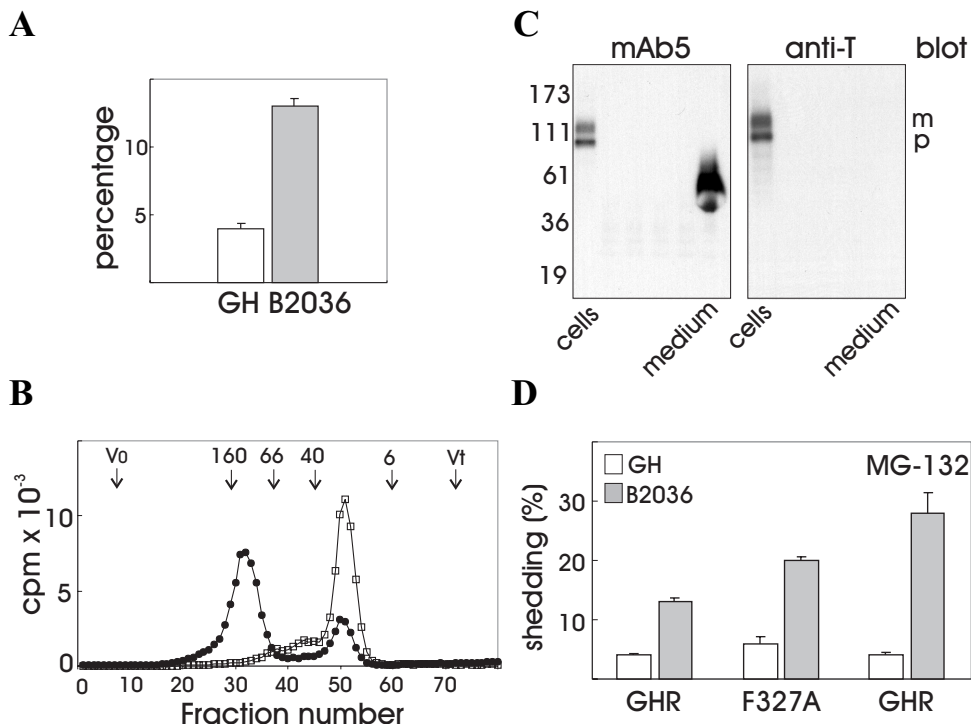 A
percentage
10
5
GH B2036
C
mAb5
anti-T
blot
173
111
61
36
19
m
p
cells
medium
cells
medium
B
Vo
160
66
40
6
Vt
cpm x 10⁻³
10
5
0
0
10
20
30
40
50
60
70
Fraction number
D
GH
B2036
MG-132
shedding (%)
30
20
10
GHR
F327A
GHR